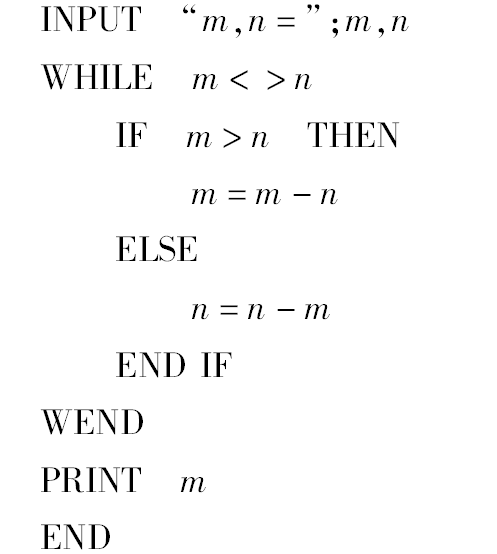 INPUT “m,n=”;m,n
WHILE m< >n
IF m>n THEN
m=m-n
ELSE
n=n-m
END IF
WEND
PRINT m
END